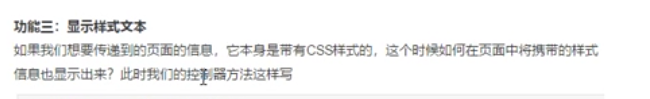 功能三：显示样式文本
如果我们想要传递到的页面的信息，它本身是带有CSS样式的，这个时候如何在页面中将携带的样式
信息也显示出来？此时我们的控制器方法这样写